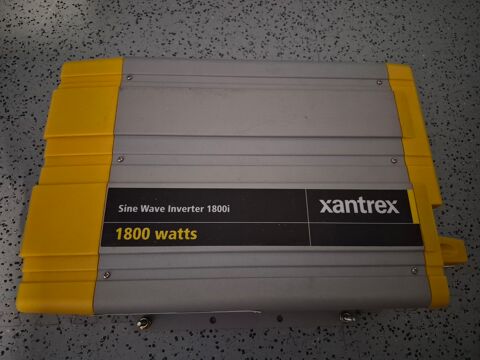 Sine Wave Inverter 1800i
xantrex
1800 watts